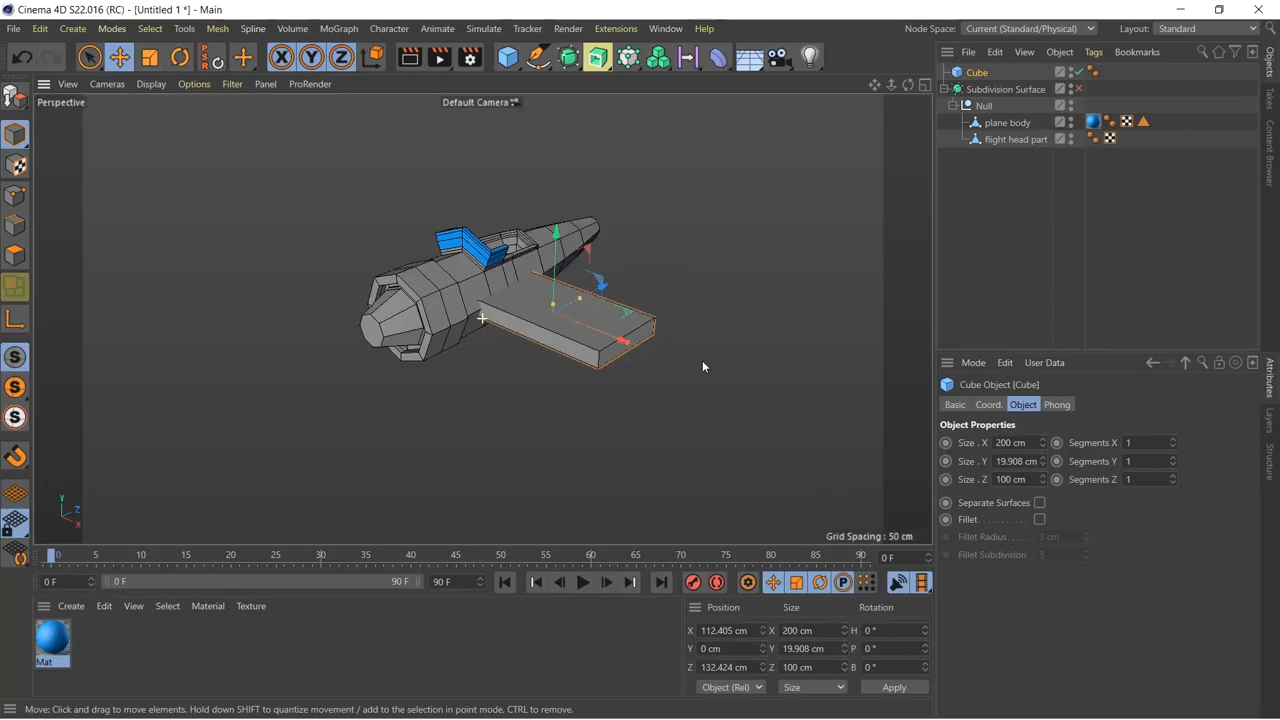 Cinema 4D S22.016 (RC) - [Untitled 1 *] - Main
File Edit Create Modes Select Tools Mesh Spline Volume MoGraph Character Animate Simulate Tracker Render Extensions Window Help Node Space: Current (Standard/Physical) Layout: Standard
File Edit View Object Tags Bookmarks
View Cameras Display Options Filter Panel ProRender
Perspective Default Camera
Cube
Subdivision Surface
Null
plane body
flight head part
Objects
Takes
Content Browser
Mode Edit User Data
Cube Object [Cube]
Basic Coord. Object Phong
Object Properties
Size . X 200 cm Segments X 1
Size . Y 19.908 cm Segments Y 1
Size . Z 100 cm Segments Z 1
Separate Surfaces
Fillet
Fillet Radius 3 cm
Fillet Subdivision 3
Attributes
Layers
Structure
Y
Z
X
Grid Spacing : 50 cm
0 5 10 15 20 25 30 35 40 45 50 55 60 65 70 75 80 85 90 0 F
0 F 0 F 90 F 90 F
Create Edit View Select Material Texture
Mat
Position Size Rotation
X 112.405 cm X 200 cm H 0 °
Y 0 cm Y 19.908 cm P 0 °
Z 132.424 cm Z 100 cm B 0 °
Object (Rel) Size Apply
Move: Click and drag to move elements. Hold down SHIFT to quantize movement / add to the selection in point mode, CTRL to remove.